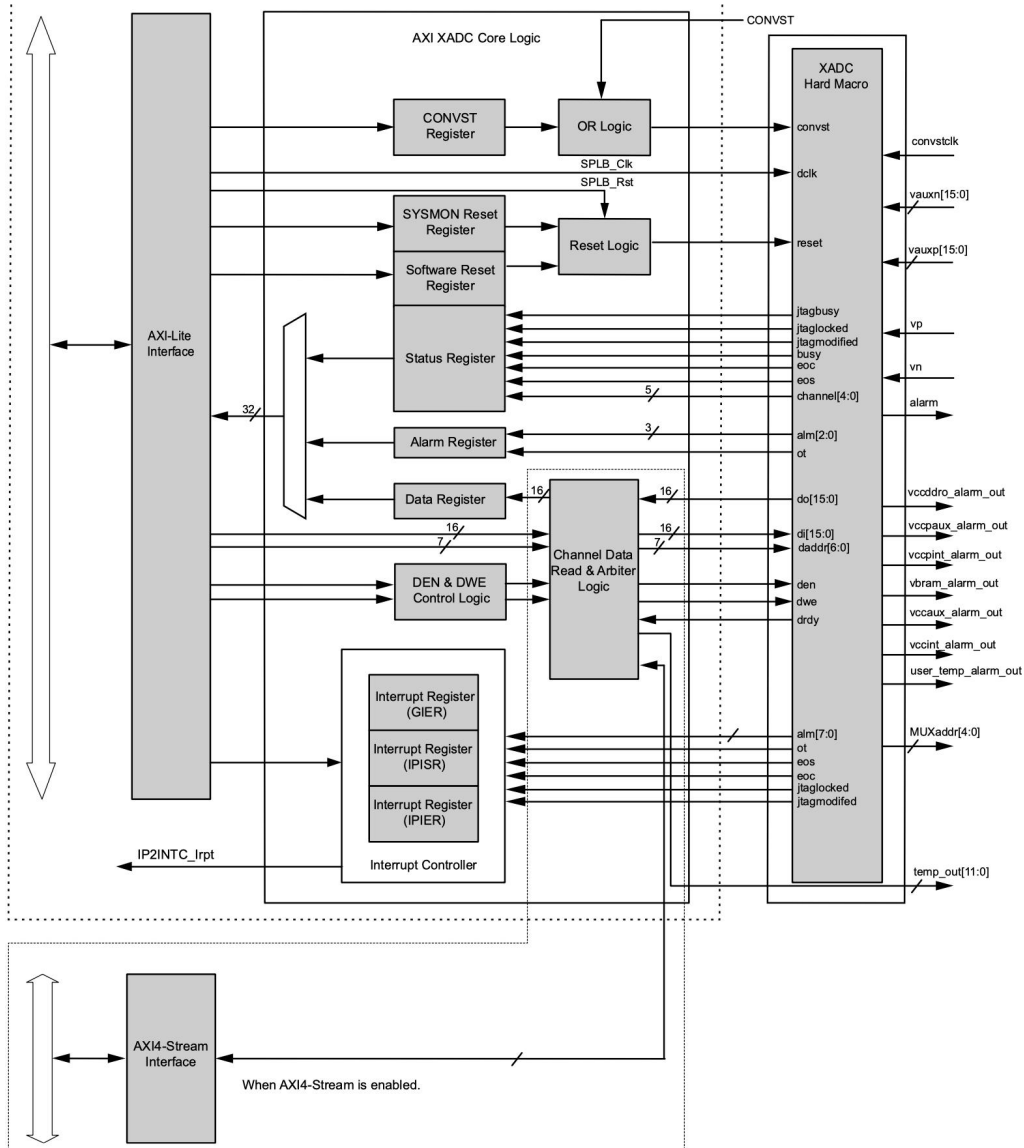 CONVST
AXI XADC Core Logic
XADC
Hard Macro
CONVST
Register
OR Logic
convst
convstclk
SPLB_Clk
dclk
SPLB_Rst
vauxn[15:0]
SYSMON Reset
Register
Reset Logic
reset
vauxp[15:0]
Software Reset
Register
AXI-Lite
Interface
Status Register
jtagbusy
jtaglocked
jtagmodified
busy
eoc
eos
5
channel[4:0]
vp
vn
alarm
32
Alarm Register
3
alm[2:0]
ot
Data Register
16
16
do[15:0]
vccddro_alarm_out
16
7
Channel Data
Read & Arbiter
Logic
16
7
di[15:0]
daddr[6:0]
vccpaux_alarm_out
vccpint_alarm_out
DEN & DWE
Control Logic
den
dwe
drdy
vbram_alarm_out
vccaux_alarm_out
vccint_alarm_out
user_temp_alarm_out
Interrupt Register
(GIER)
Interrupt Register
(IPISR)
Interrupt Register
(IPIER)
Interrupt Controller
alm[7:0]
ot
eos
eoc
jtaglocked
jtagmodifed
MUXaddr[4:0]
IP2INTC_Irpt
temp_out[11:0]
AXI4-Stream
Interface
When AXI4-Stream is enabled.